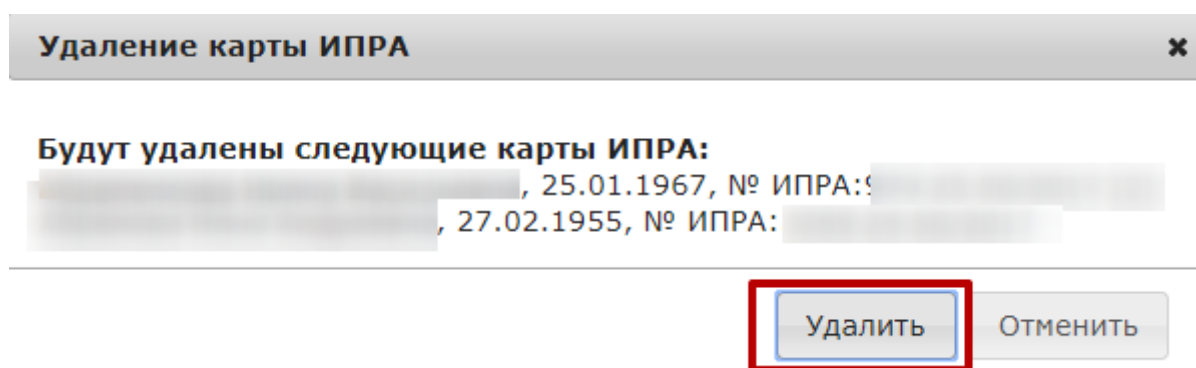 Удаление карты ИПРА
Будут удалены следующие карты ИПРА:
, 25.01.1967, № ИПРА:
, 27.02.1955, № ИПРА:
Удалить Отменить